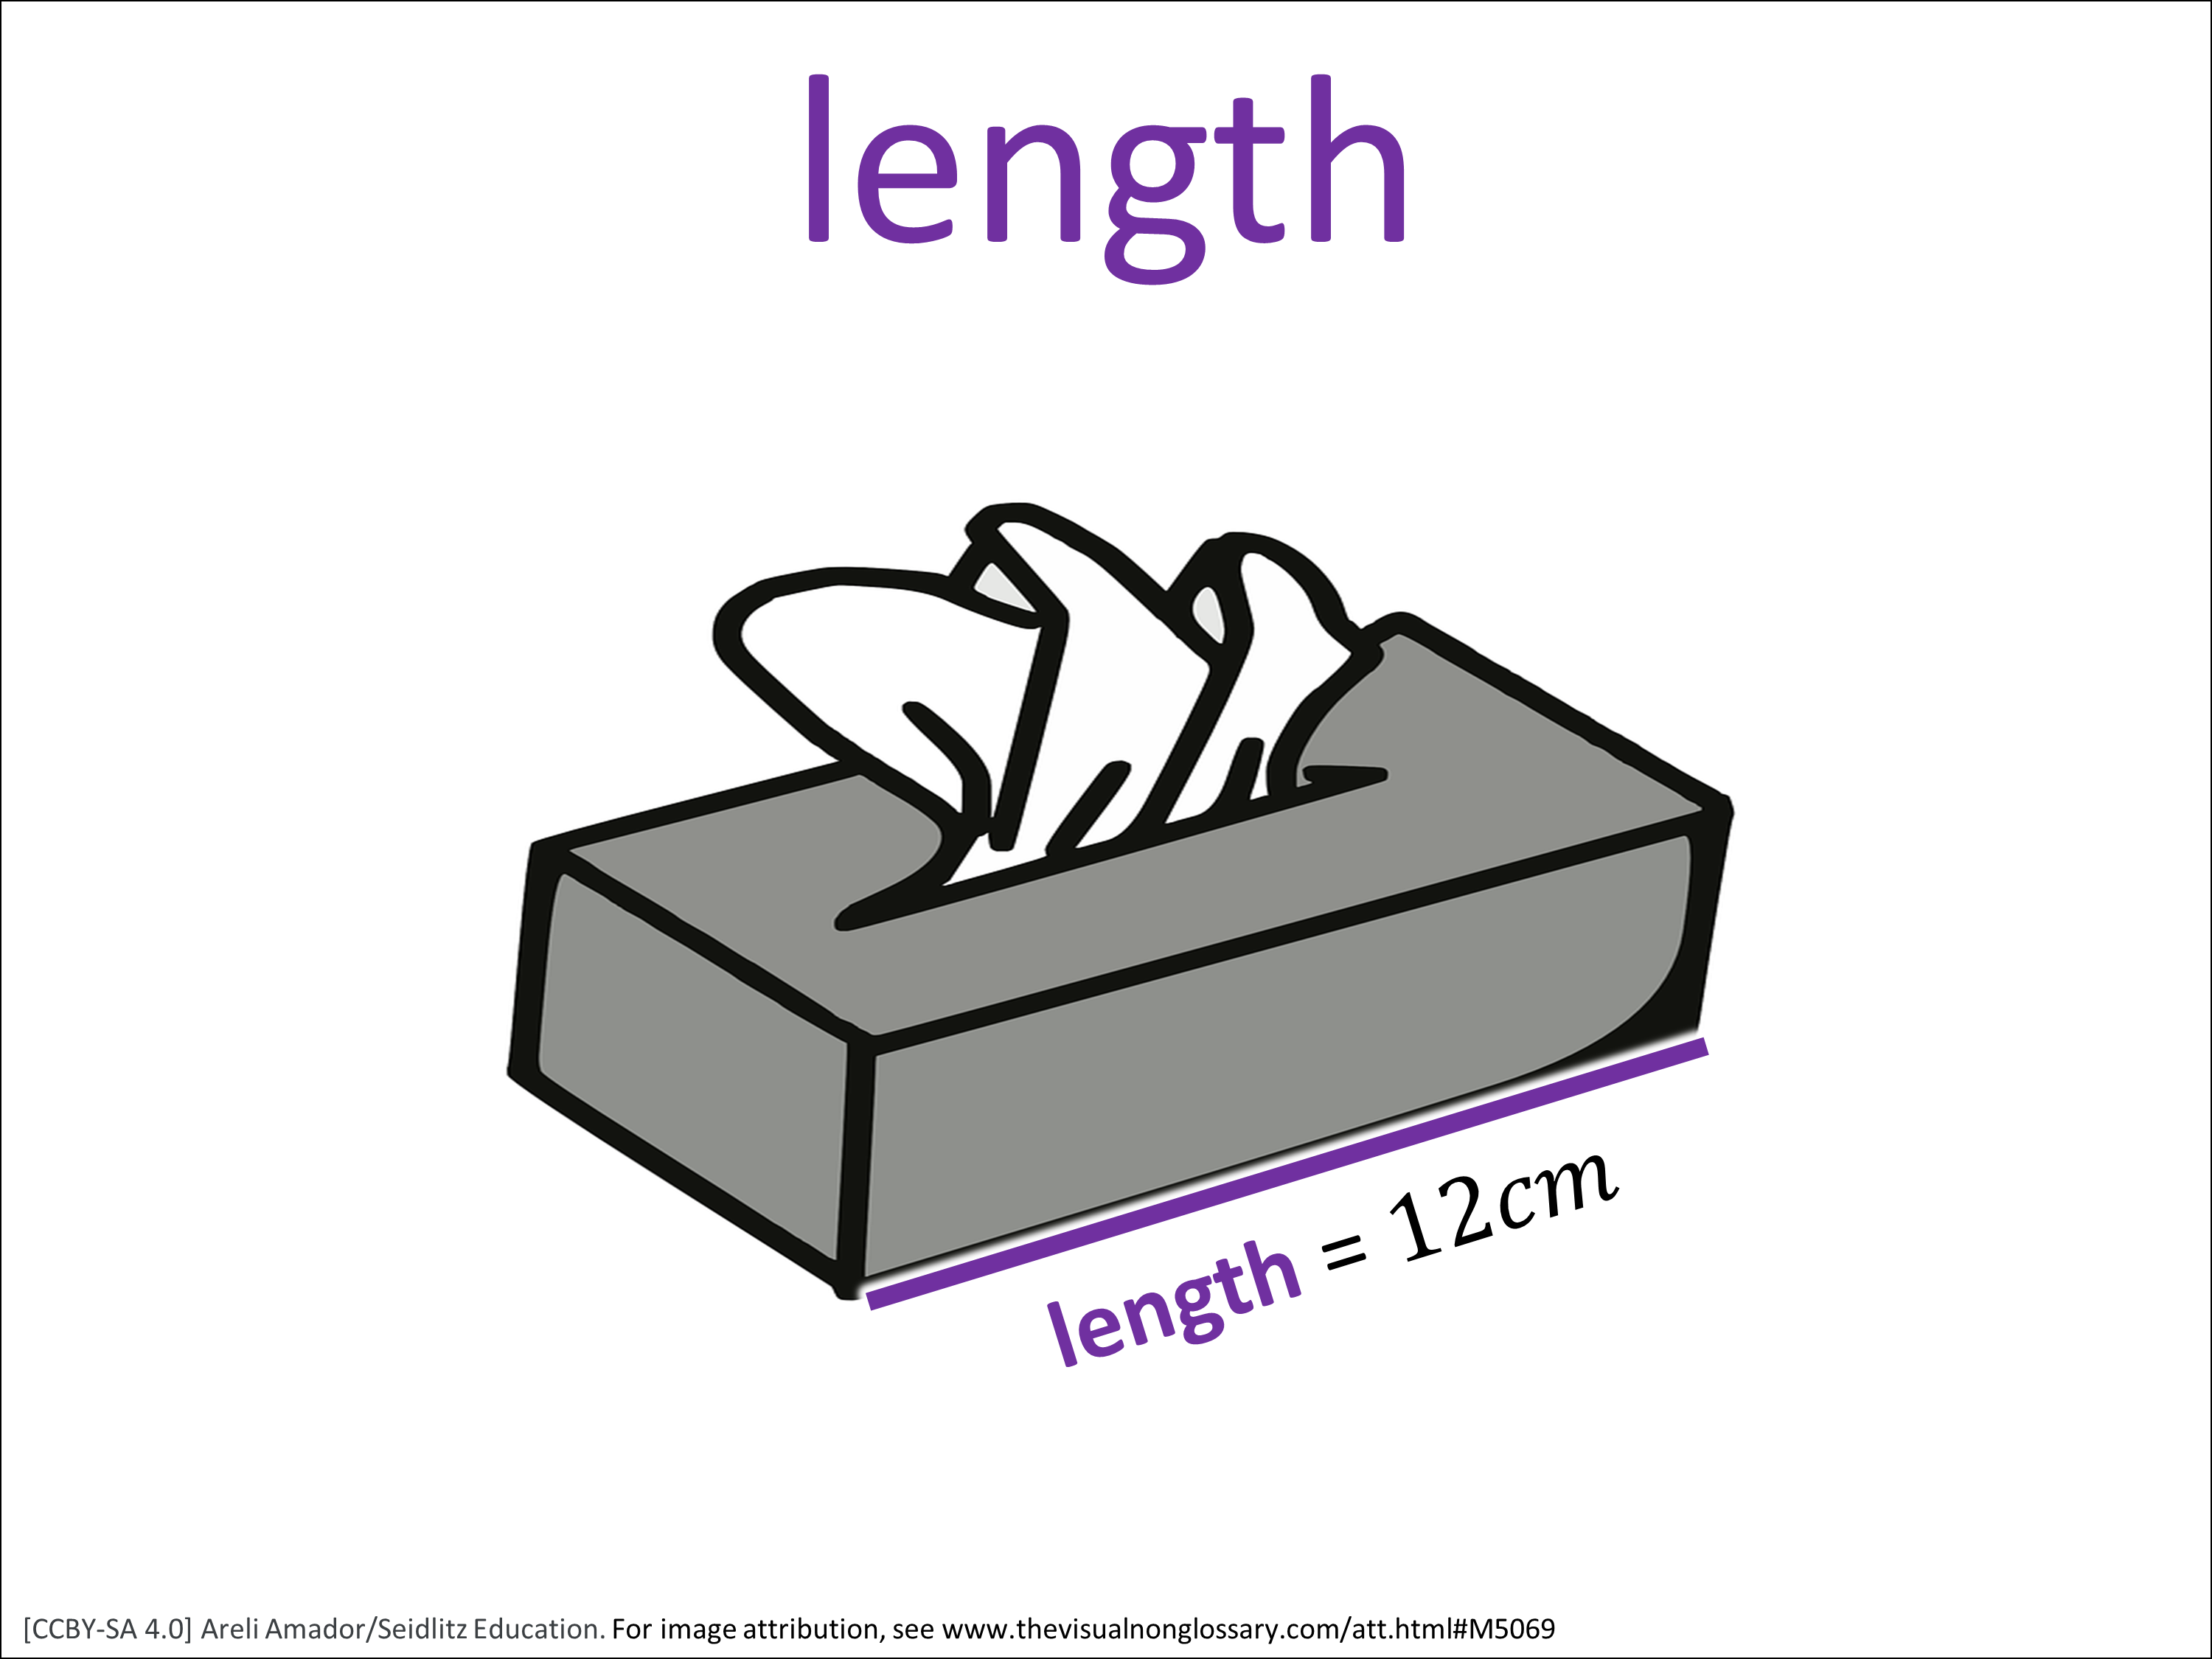 length
length = 12cm
[CCBY-SA 4.0] Areli Amador/Seidlitz Education. For image attribution, see www.thevisualnonglossary.com/att.html#M5069